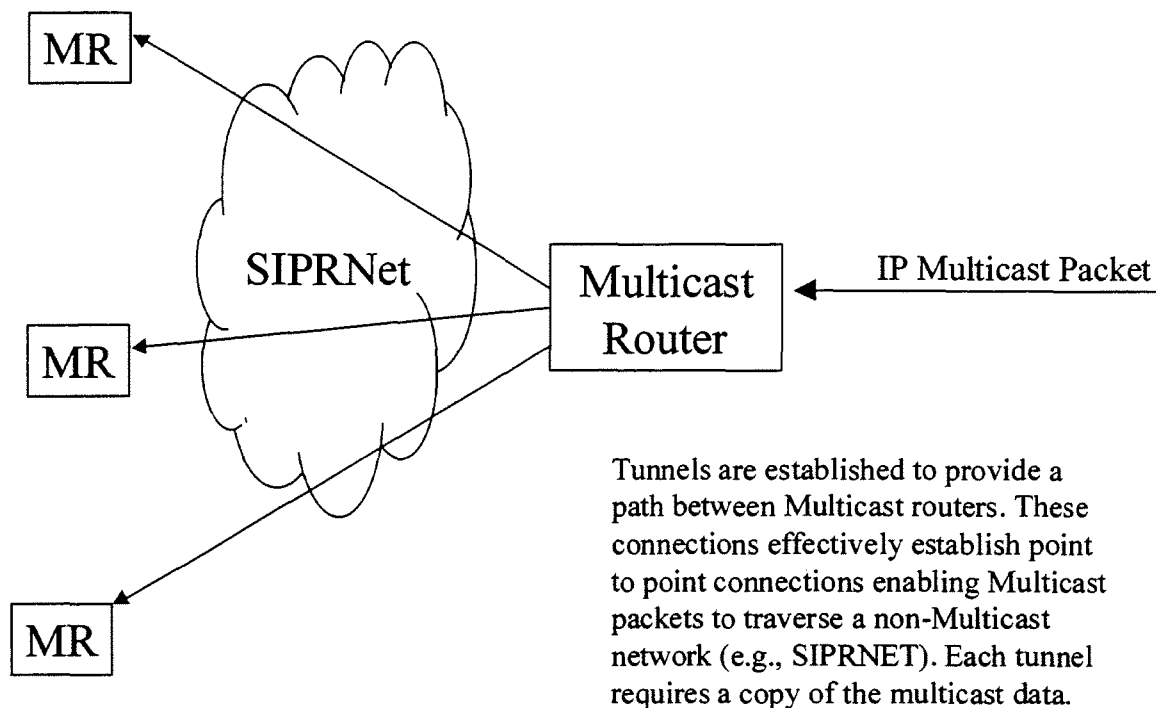 MR
SIPRNet
Multicast
Router
IP Multicast Packet
MR
MR
Tunnels are established to provide a
path between Multicast routers. These
connections effectively establish point
to point connections enabling Multicast
packets to traverse a non-Multicast
network (e.g., SIPRNET). Each tunnel
requires a copy of the multicast data.